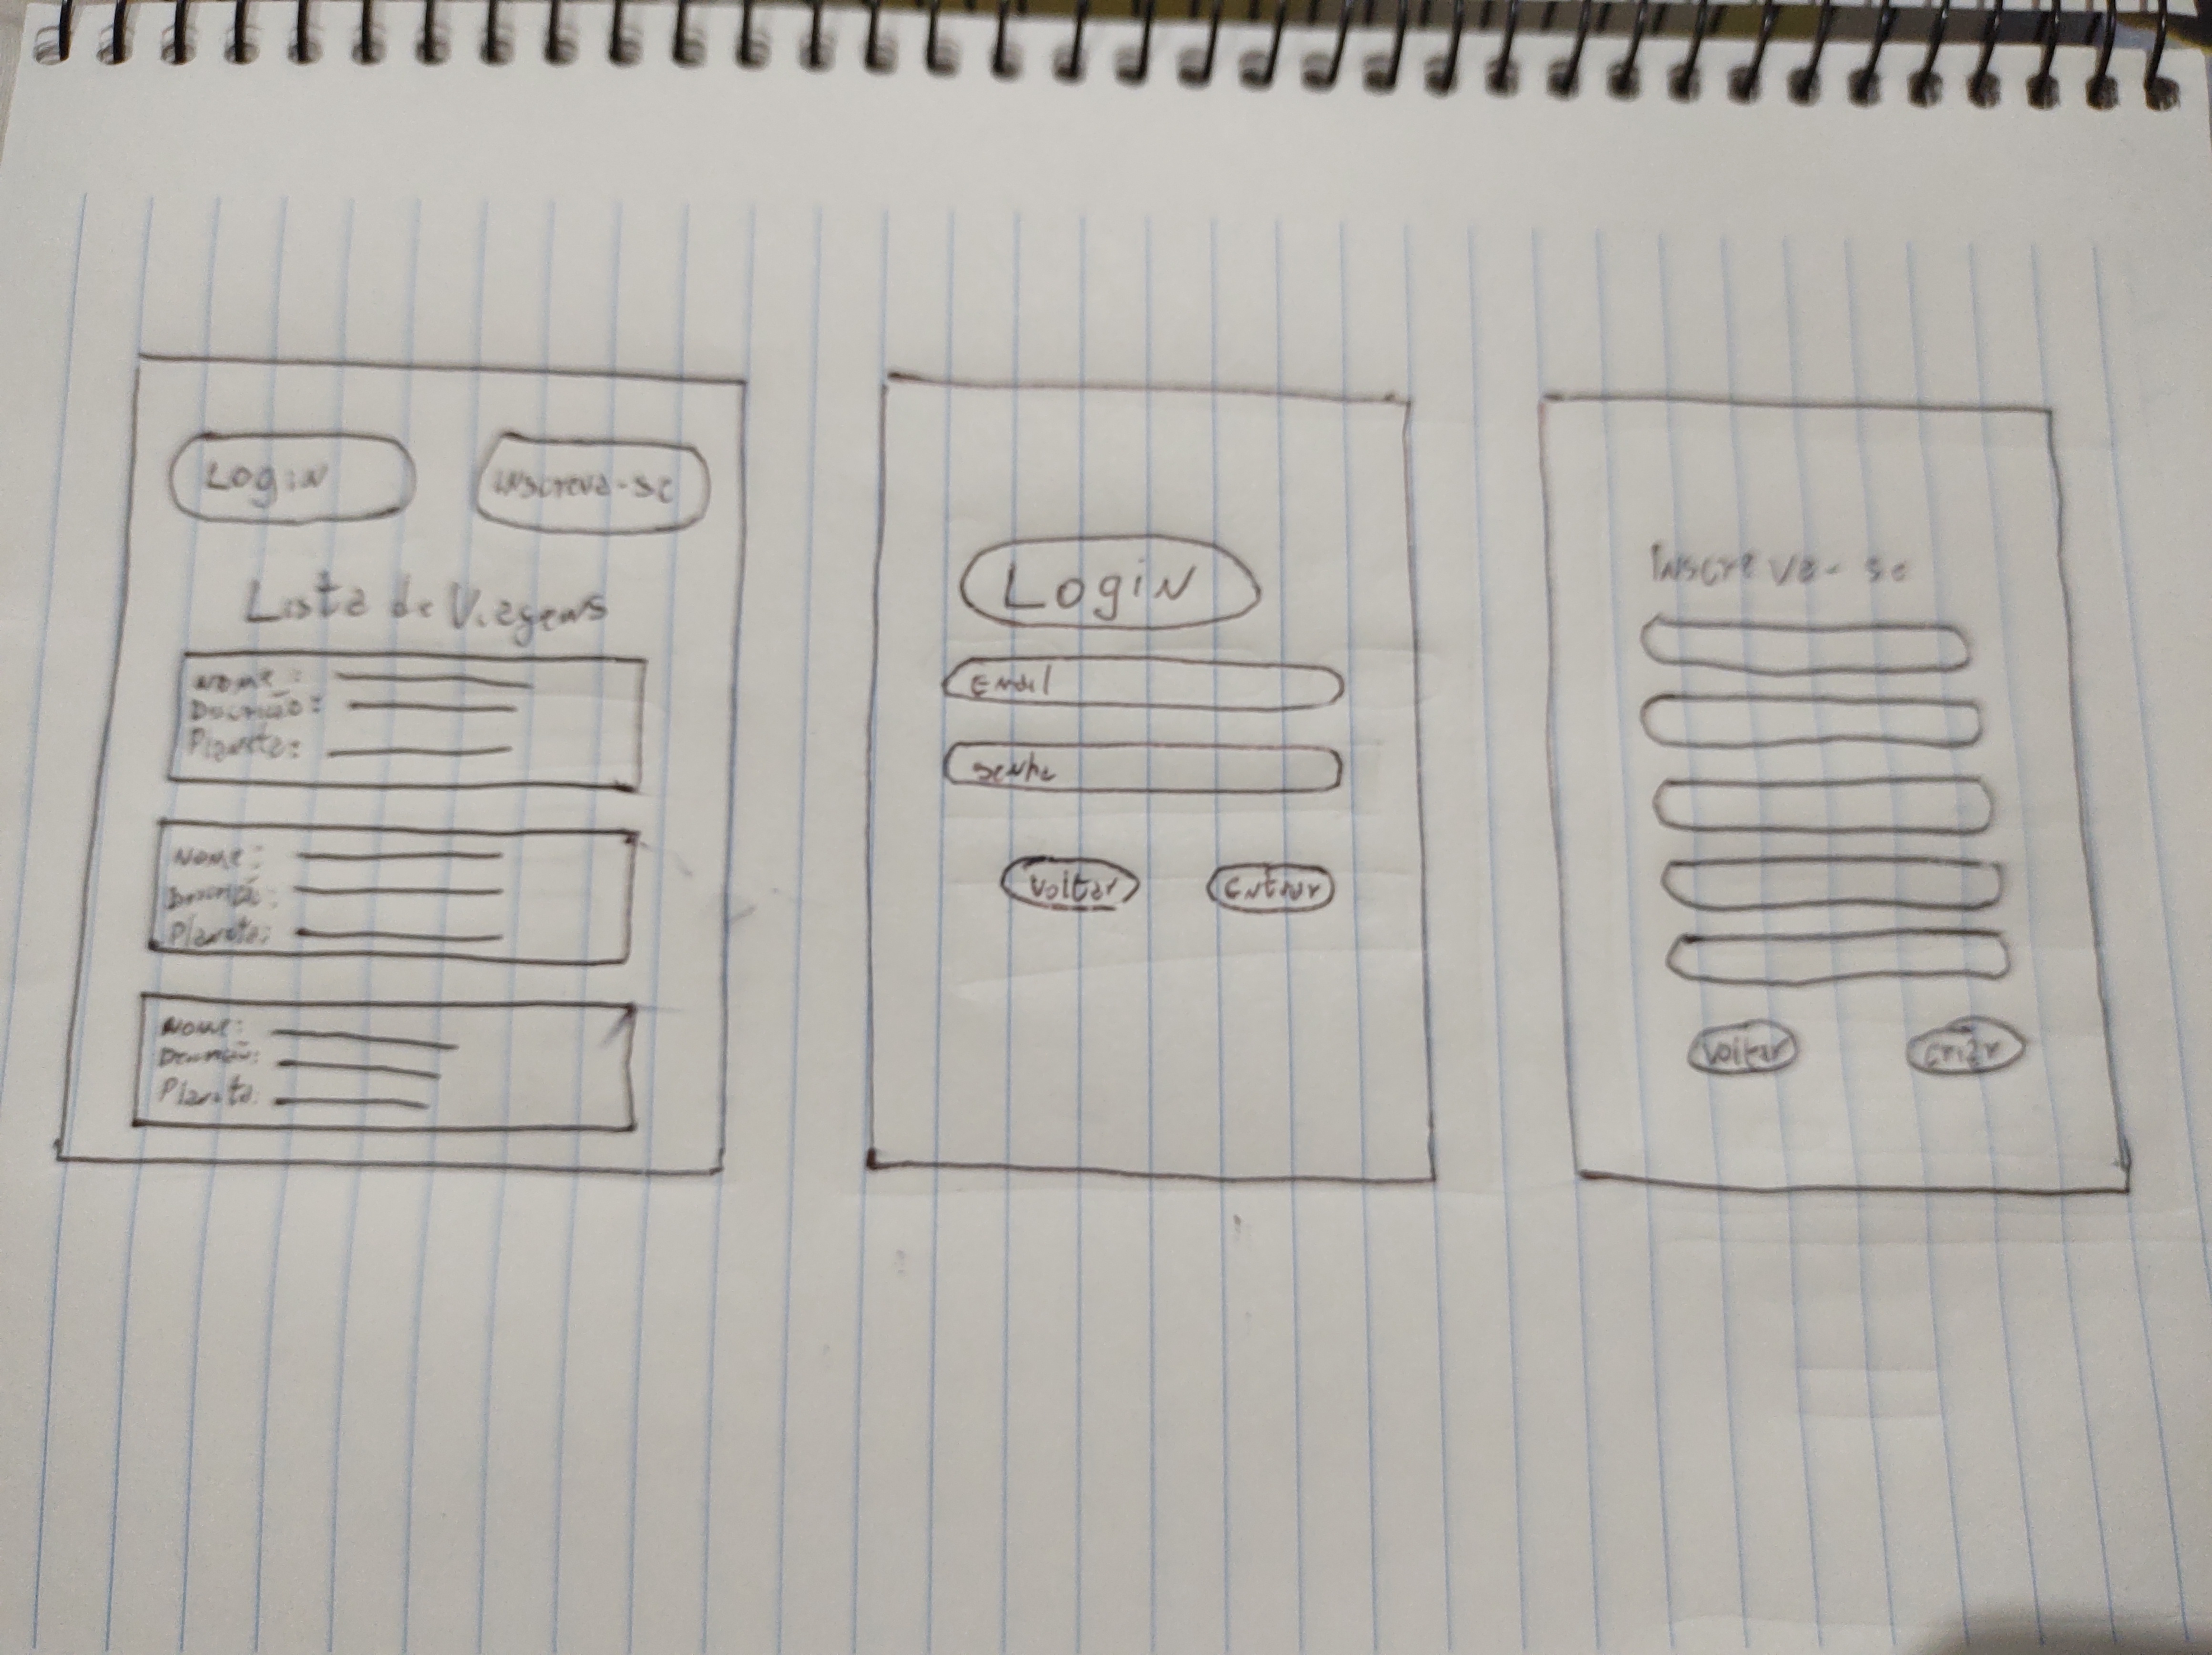 Login
Inscreva-se
Lista de Viagens
Nome:
Descrição:
Planeta:
Nome:
Descrição:
Planeta:
Nome:
Descrição:
Planeta:
Login
Email
Senha
Voltar
Entrar
Inscreva-se
Voltar
Criar